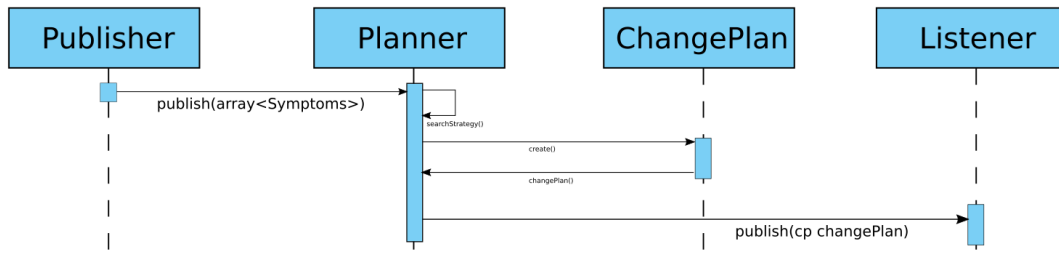 Publisher
Planner
ChangePlan
Listener
publish(array<Symptoms>)
searchStrategy()
create()
changePlan()
publish(cp changePlan)